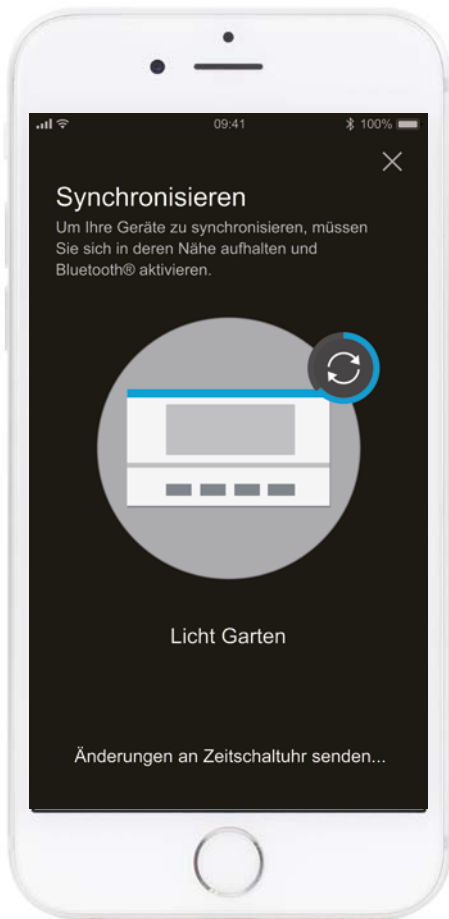 09:41
100%
Synchronisieren
Um Ihre Geräte zu synchronisieren, müssen
Sie sich in deren Nähe aufhalten und
Bluetooth® aktivieren.
Licht Garten
Änderungen an Zeitschaltuhr senden...